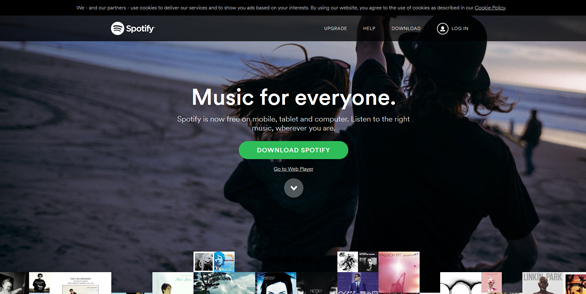 We - and our partners - use cookies to deliver our services and to show you ads based on your interests. By using our website, you agree to the use of cookies as described in our Cookie Policy.
Spotify
UPGRADE HELP DOWNLOAD LOG IN
Music for everyone.
Spotify is now free on mobile, tablet and computer. Listen to the right
music, wherever you are.
DOWNLOAD SPOTIFY
Go to Web Player
LINKIN PARK